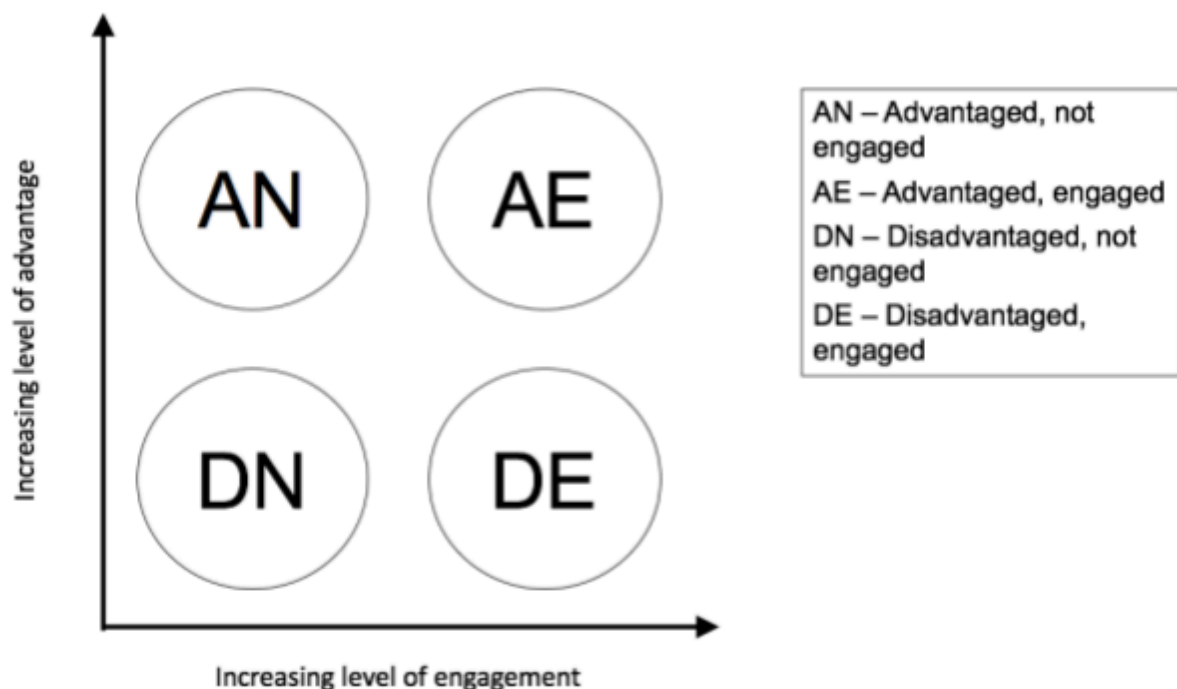 Increasing level of advantage
AN
AE
DN
DE
Increasing level of engagement
AN – Advantaged, not
engaged
AE – Advantaged, engaged
DN – Disadvantaged, not
engaged
DE – Disadvantaged,
engaged